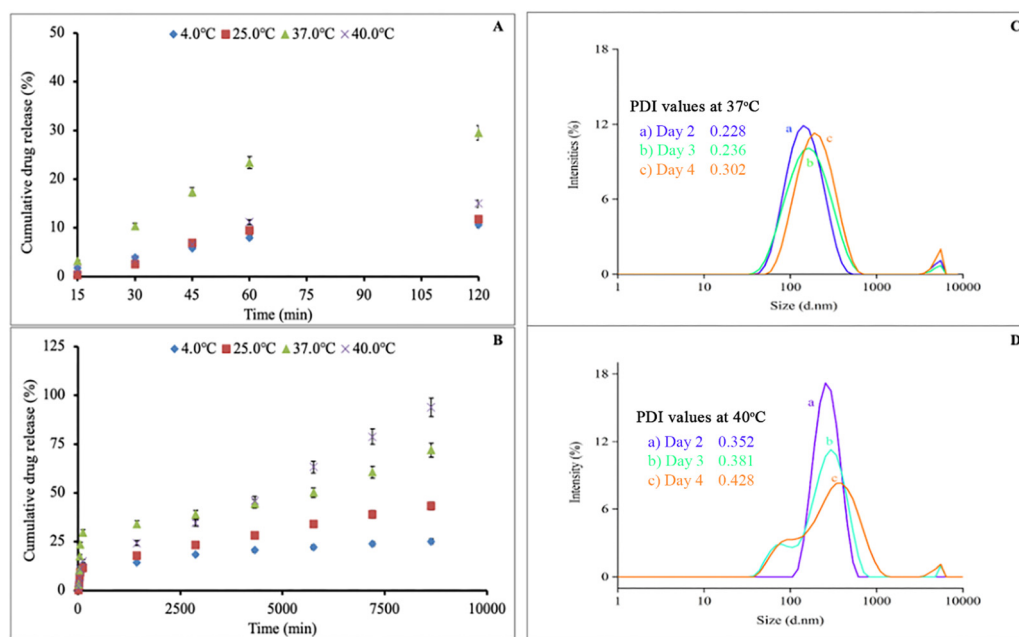 A
4.0℃ 25.0℃ 37.0℃ 40.0℃
Cumulative drug release (%)
50
40
30
20
10
0
15 30 45 60 75 90 105 120
Time (min)
B
4.0℃ 25.0℃ 37.0℃ 40.0℃
Cumulative drug release (%)
125
100
75
50
25
0
0 2500 5000 7500 10000
Time (min)
C
Intensities (%)
18
12
6
0
PDI values at 37°C
a) Day 2 0.228
b) Day 3 0.236
c) Day 4 0.302
a
b
c
1 10 100 1000 10000
Size (d.nm)
D
Intensity (%)
18
12
6
0
PDI values at 40°C
a) Day 2 0.352
b) Day 3 0.381
c) Day 4 0.428
a
b
c
1 10 100 1000 10000
Size (d.nm)